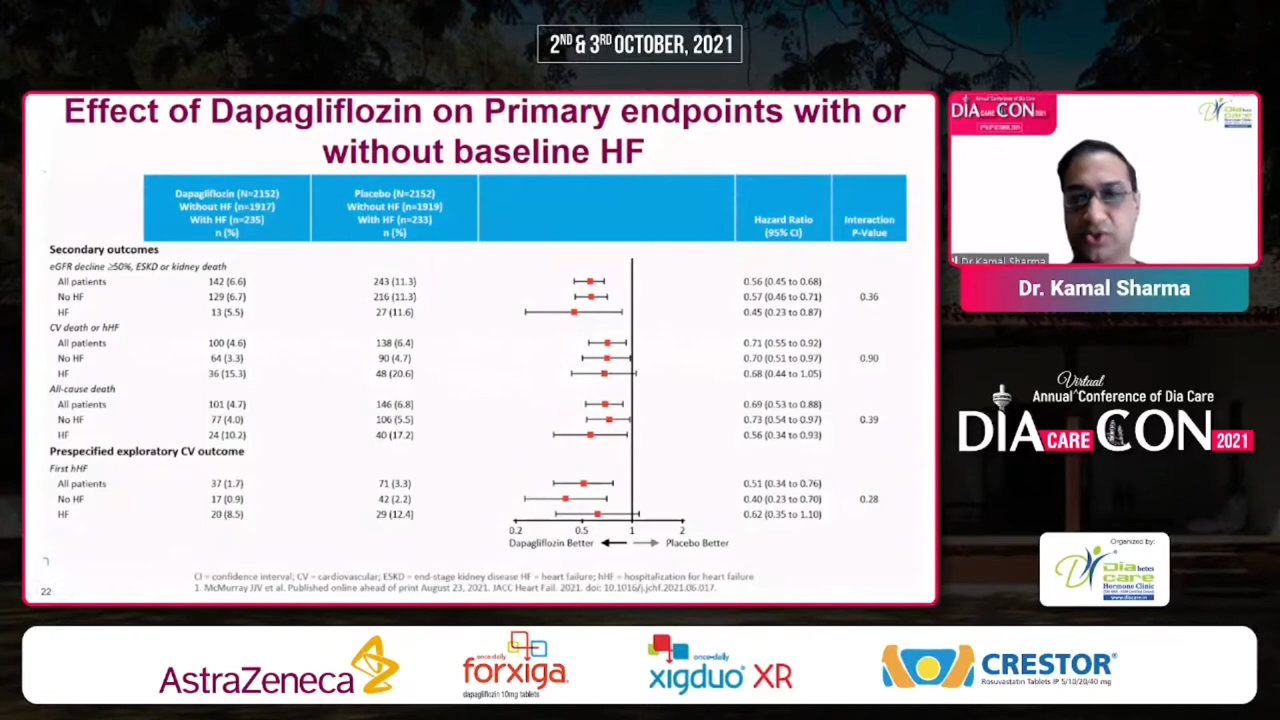 2ND & 3RD OCTOBER, 2021
Effect of Dapagliflozin on Primary endpoints with or
without baseline HF
Dapagliflozin (N=2152)
Without HF (n=1917)
With HF (n=235)
n (%)
Placebo (N=2152)
Without HF (n=1919)
With HF (n=233)
n (%)
Hazard Ratio
(95% CI)
Interaction
P-Value
Secondary outcomes
eGFR decline ≥50%, ESKD or kidney death
All patients 142 (6.6) 243 (11.3) 0.56 (0.45 to 0.68)
No HF 129 (6.7) 216 (11.3) 0.57 (0.46 to 0.71) 0.36
HF 13 (5.5) 27 (11.6) 0.45 (0.23 to 0.87)
CV death or hHF
All patients 100 (4.6) 138 (6.4) 0.71 (0.55 to 0.92)
No HF 64 (3.3) 90 (4.7) 0.70 (0.51 to 0.97) 0.90
HF 36 (15.3) 48 (20.6) 0.68 (0.44 to 1.05)
All-cause death
All patients 101 (4.7) 146 (6.8) 0.69 (0.53 to 0.88)
No HF 77 (4.0) 106 (5.5) 0.73 (0.54 to 0.97) 0.39
HF 24 (10.2) 40 (17.2) 0.56 (0.34 to 0.93)
Prespecified exploratory CV outcome
First hHF
All patients 37 (1.7) 71 (3.3) 0.51 (0.34 to 0.76)
No HF 17 (0.9) 42 (2.2) 0.40 (0.23 to 0.70) 0.28
HF 20 (8.5) 29 (12.4) 0.62 (0.35 to 1.10)
0.2 0.5 1 2
Dapagliflozin Better Placebo Better
CI = confidence interval; CV = cardiovascular; ESKD = end-stage kidney disease HF = heart failure; hHF = hospitalization for heart failure
1. McMurray JJV et al. Published online ahead of print August 23, 2021. JACC Heart Fail. 2021. doi: 10.1016/j.jchf.2021.06.017.
22
Annual Conference of Dia Care
DIA CARE CON 2021
Dia betes
care
Dr Kamal Sharma
Dr. Kamal Sharma
Virtual
Annual Conference of Dia Care
DIA CARE CON 2021
Organized by:
Dia betes
care
Hormone Clinic
www.diacare.in
AstraZeneca
once-daily
forxiga
dapagliflozin 10mg tablets
once-daily
xigduo XR
CRESTOR®
Rosuvastatin Tablets IP 5/10/20/40 mg